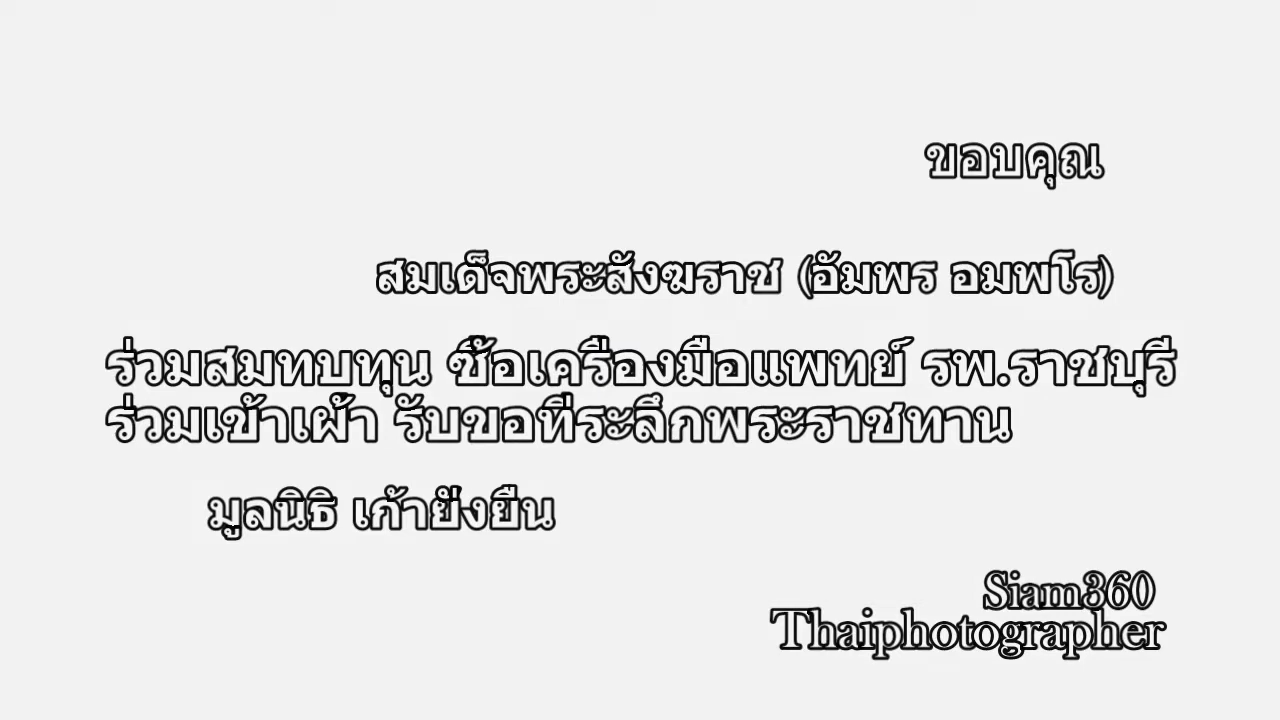 ขอบคุณ
สมเด็จพระสังฆราช (อัมพร อมพโร)
ร่วมสมทบทุน ซื้อเครื่องมือแพทย์ รพ.ราชบุรี
ร่วมเข้าเฝ้า รับขอที่ระลึกพระราชทาน
มูลนิธิ เก้ายั่งยืน
Siam360
Thaiphotographer